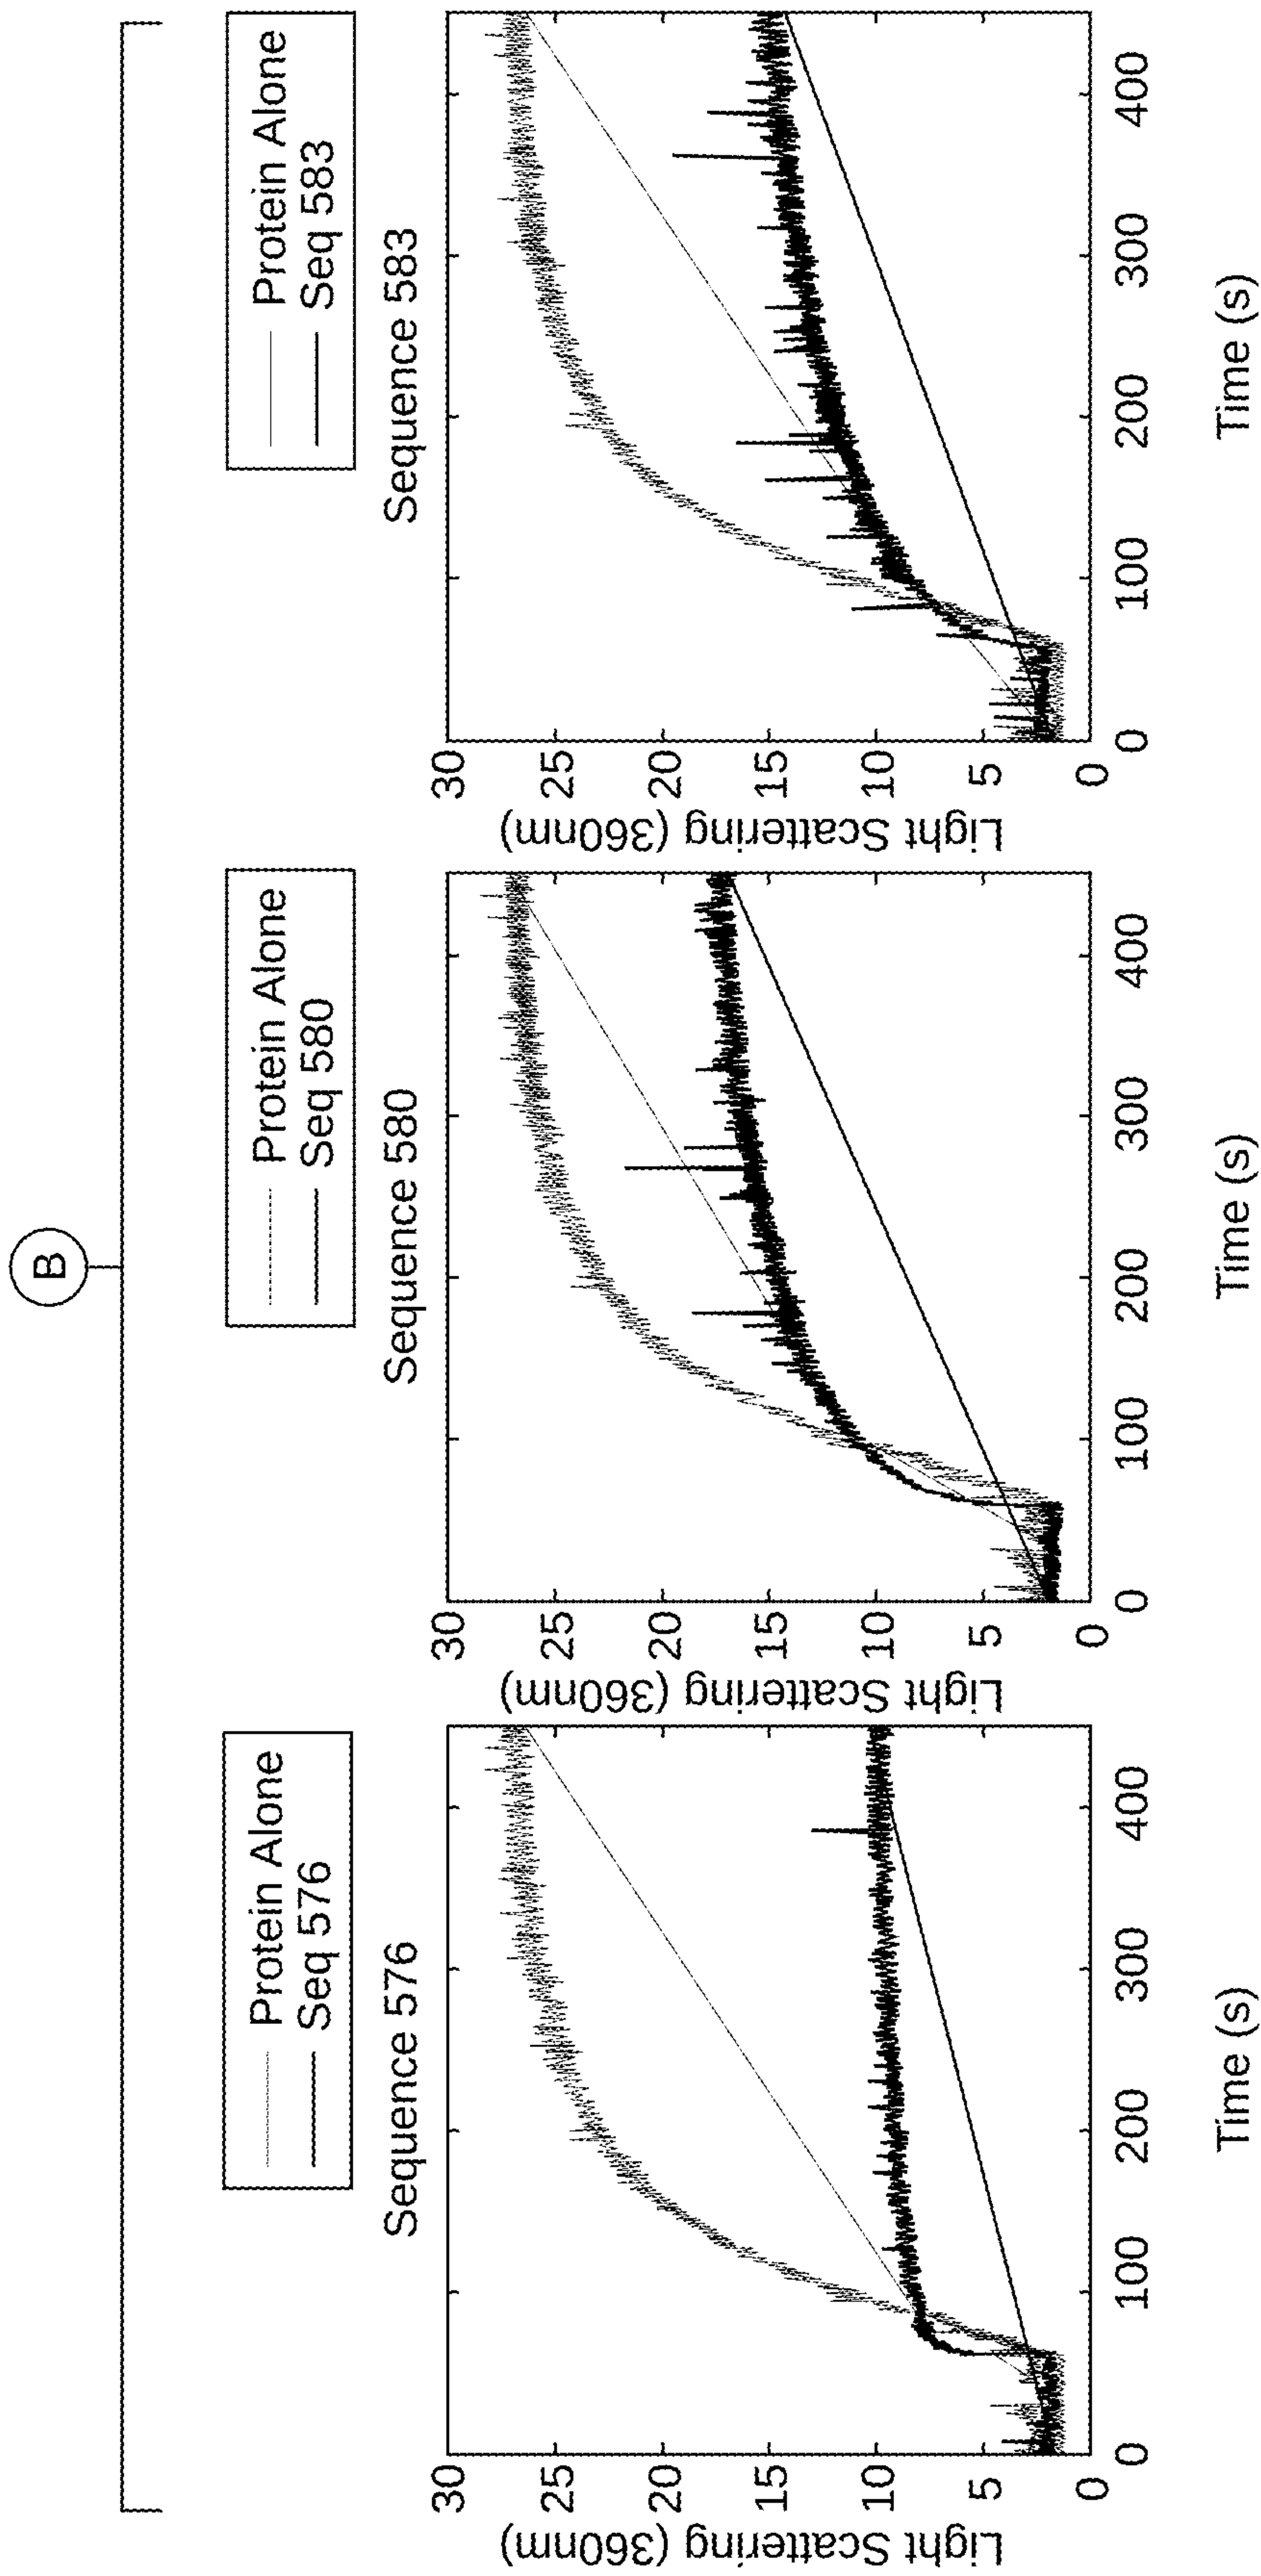 B
Protein Alone
Seq 576
Sequence 576
Light Scattering (360nm)
30
25
20
15
10
5
0
0 100 200 300 400
Time (s)
Protein Alone
Seq 580
Sequence 580
Light Scattering (360nm)
30
25
20
15
10
5
0
0 100 200 300 400
Time (s)
Protein Alone
Seq 583
Sequence 583
Light Scattering (360nm)
30
25
20
15
10
5
0
0 100 200 300 400
Time (s)